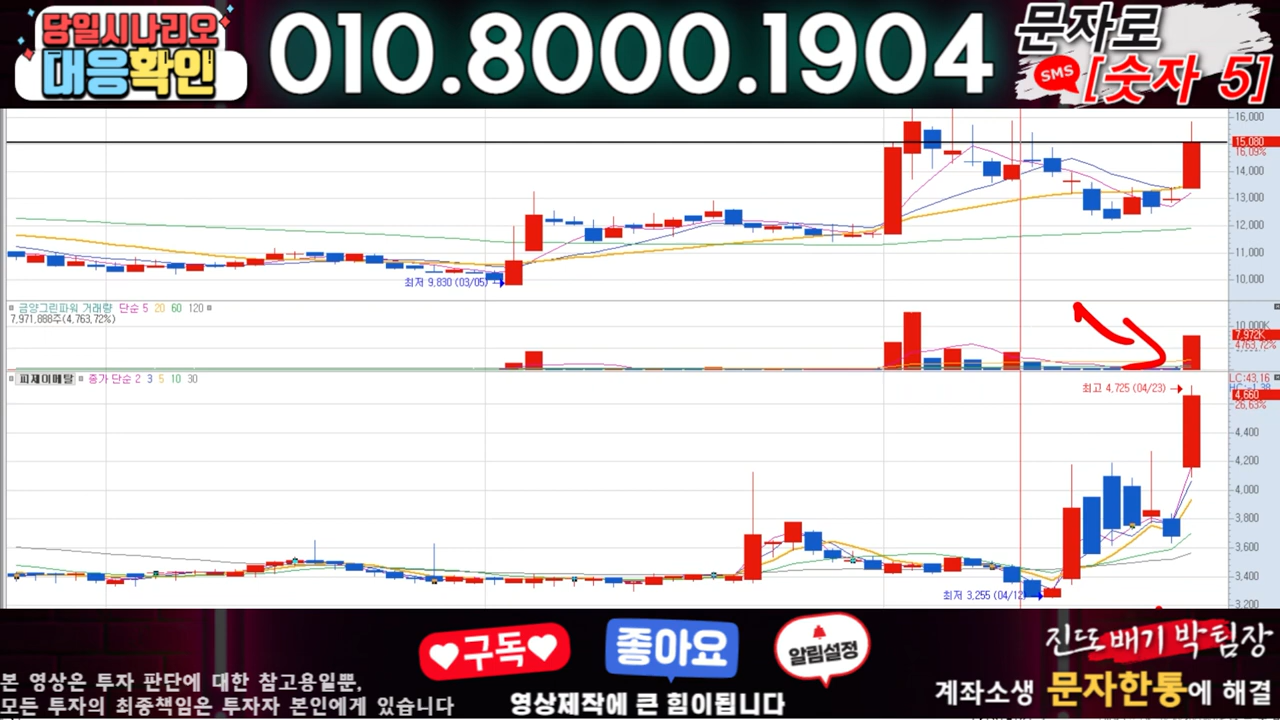 당일시나리오
대응확인
010.8000.1904
문자로
SMS
[숫자 5]
16,000
15,080
16,09%
14,000
13,000
12,000
11,000
10,000
최저 9,830 (03/05)
금양그린파워 거래량 단순 5 20 60 120
7,971,888주(4,763,72%)
10,000K
7,972K
4763,72%
피제이메탈 종가 단순 2 3 5 10 30
LC:43,16
HC:-1,38
최고 4,725 (04/23)
4,660
26,63%
4,400
4,200
4,000
3,800
3,600
3,400
3,200
최저 3,255 (04/12)
구독
좋아요
알림설정
진또배기 박팀장
본 영상은 투자 판단에 대한 참고용일뿐,
모든 투자의 최종책임은 투자자 본인에게 있습니다
영상제작에 큰 힘이됩니다
계좌소생 문자한통에 해결